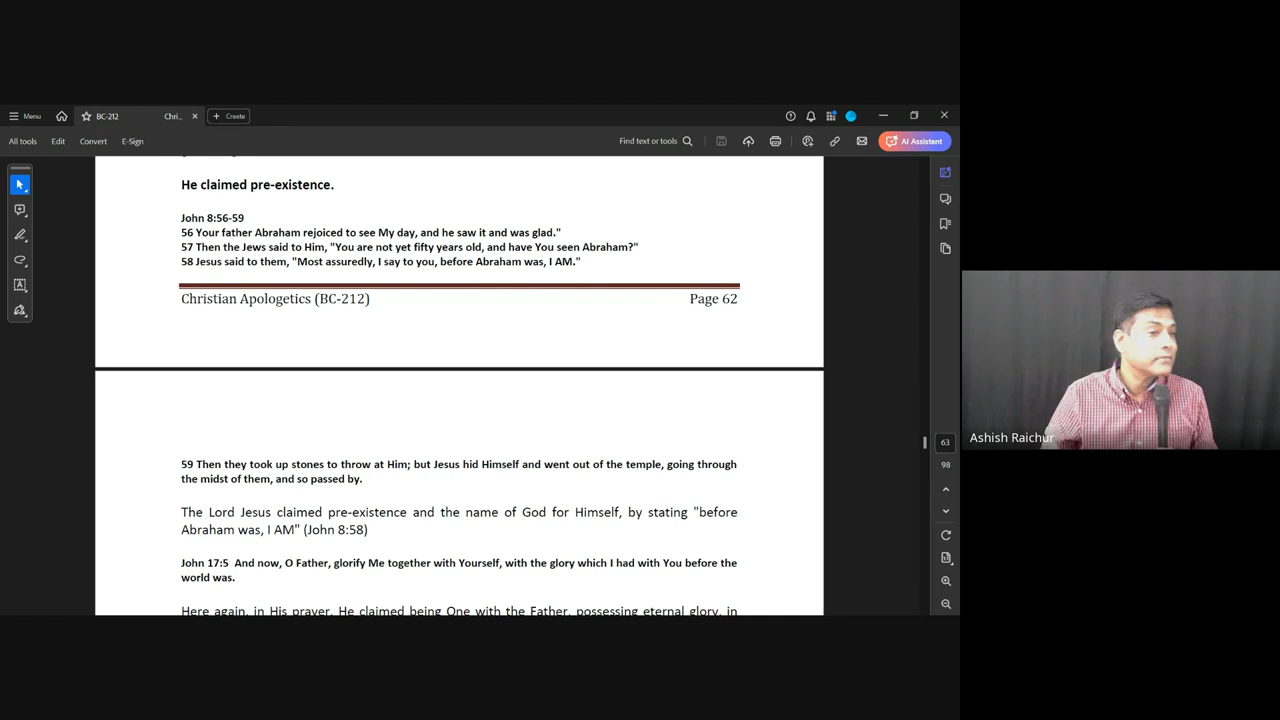 Menu
BC-212 Chri...
Create
All tools
Edit
Convert
E-Sign
Find text or tools
AI Assistant
He claimed pre-existence.
John 8:56-59
56 Your father Abraham rejoiced to see My day, and he saw it and was glad."
57 Then the Jews said to Him, "You are not yet fifty years old, and have You seen Abraham?"
58 Jesus said to them, "Most assuredly, I say to you, before Abraham was, I AM."
Christian Apologetics (BC-212) Page 62
59 Then they took up stones to throw at Him; but Jesus hid Himself and went out of the temple, going through
the midst of them, and so passed by.
The Lord Jesus claimed pre-existence and the name of God for Himself, by stating "before
Abraham was, I AM" (John 8:58)
John 17:5 And now, O Father, glorify Me together with Yourself, with the glory which I had with You before the
world was.
Here again, in His prayer, He claimed being One with the Father, possessing eternal glory, in
63
98
Ashish Raichur